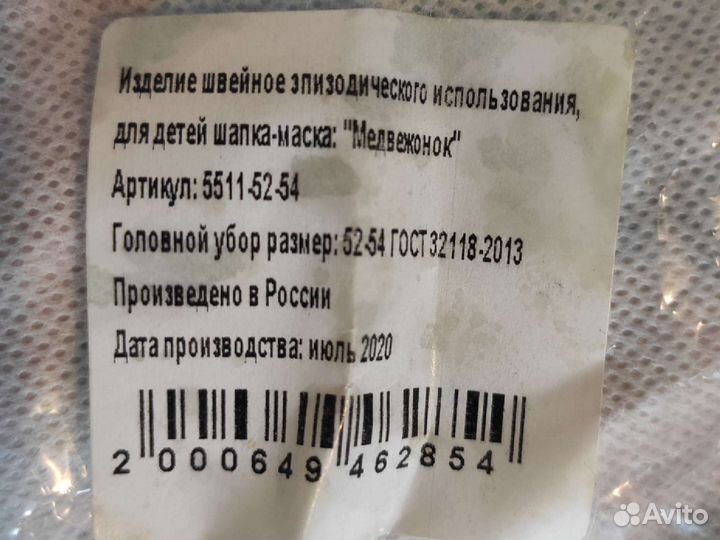 Изделие швейное эпизодического использования,
для детей шапка-маска: "Медвежонок"
Артикул: 5511-52-54
Головной убор размер: 52-54 ГОСТ 32118-2013
Произведено в России
Дата производства: июль 2020
2 000649 462854
Avito